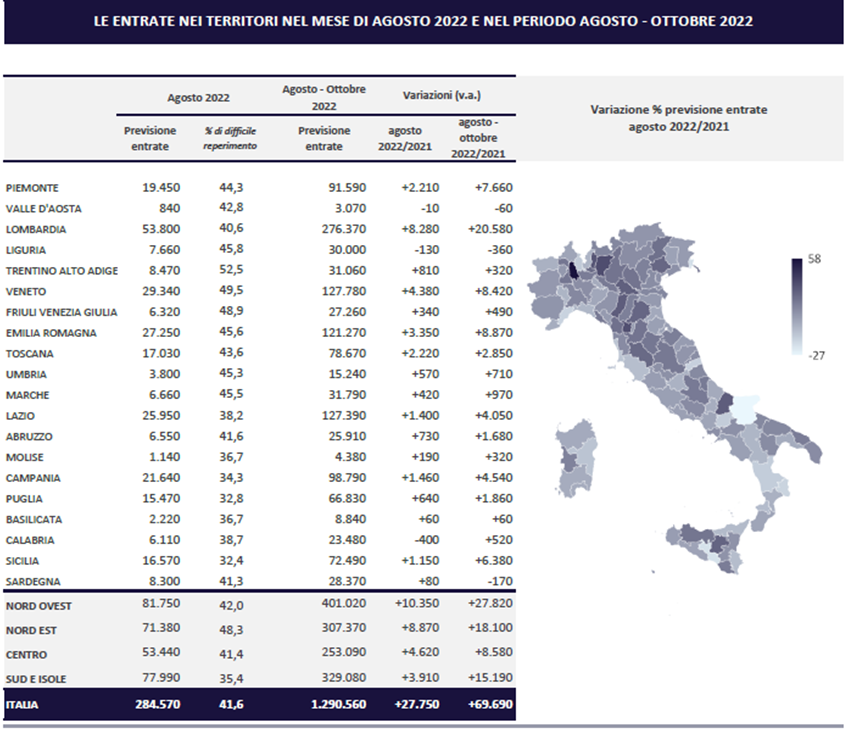 LE ENTRATE NEI TERRITORI NEL MESE DI AGOSTO 2022 E NEL PERIODO AGOSTO - OTTOBRE 2022
Agosto 2022 Agosto - Ottobre 2022 Variazioni (v.a.)
Previsione entrate % di difficile reperimento Previsione entrate agosto 2022/2021 agosto - ottobre 2022/2021
PIEMONTE 19.450 44,3 91.590 +2.210 +7.660
VALLE D'AOSTA 840 42,8 3.070 -10 -60
LOMBARDIA 53.800 40,6 276.370 +8.280 +20.580
LIGURIA 7.660 45,8 30.000 -130 -360
TRENTINO ALTO ADIGE 8.470 52,5 31.060 +810 +320
VENETO 29.340 49,5 127.780 +4.380 +8.420
FRIULI VENEZIA GIULIA 6.320 48,9 27.260 +340 +490
EMILIA ROMAGNA 27.250 45,6 121.270 +3.350 +8.870
TOSCANA 17.030 43,6 78.670 +2.220 +2.850
UMBRIA 3.800 45,3 15.240 +570 +710
MARCHE 6.660 45,5 31.790 +420 +970
LAZIO 25.950 38,2 127.390 +1.400 +4.050
ABRUZZO 6.550 41,6 25.910 +730 +1.680
MOLISE 1.140 36,7 4.380 +190 +320
CAMPANIA 21.640 34,3 98.790 +1.460 +4.540
PUGLIA 15.470 32,8 66.830 +640 +1.860
BASILICATA 2.220 36,7 8.840 +60 +60
CALABRIA 6.110 38,7 23.480 -400 +520
SICILIA 16.570 32,4 72.490 +1.150 +6.380
SARDEGNA 8.300 41,3 28.370 +80 -170
NORD OVEST 81.750 42,0 401.020 +10.350 +27.820
NORD EST 71.380 48,3 307.370 +8.870 +18.100
CENTRO 53.440 41,4 253.090 +4.620 +8.580
SUD E ISOLE 77.990 35,4 329.080 +3.910 +15.190
ITALIA 284.570 41,6 1.290.560 +27.750 +69.690
Variazione % previsione entrate
agosto 2022/2021
58
-27